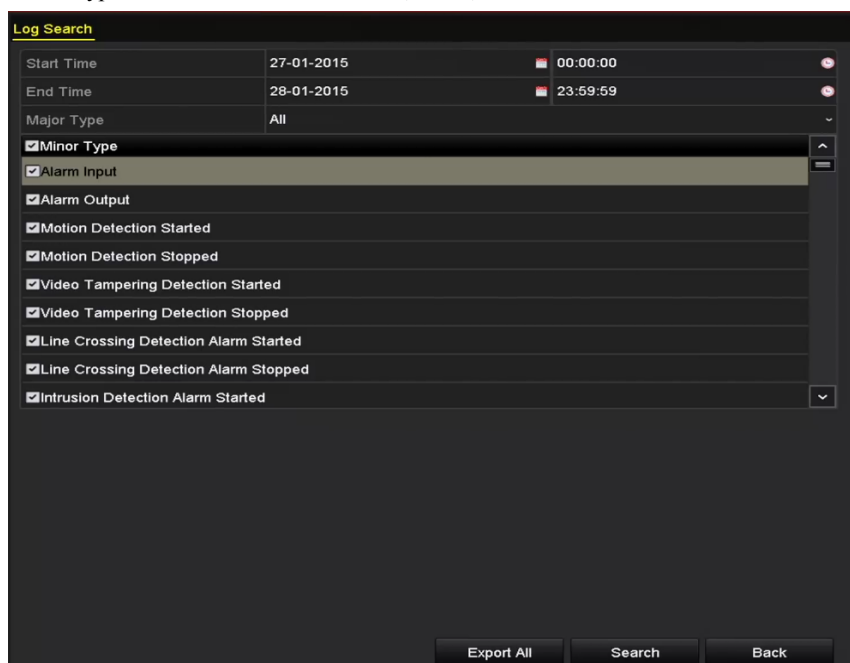 Log Search
Start Time 27-01-2015 00:00:00
End Time 28-01-2015 23:59:59
Major Type All
Minor Type
Alarm Input
Alarm Output
Motion Detection Started
Motion Detection Stopped
Video Tampering Detection Started
Video Tampering Detection Stopped
Line Crossing Detection Alarm Started
Line Crossing Detection Alarm Stopped
Intrusion Detection Alarm Started
Export All Search Back